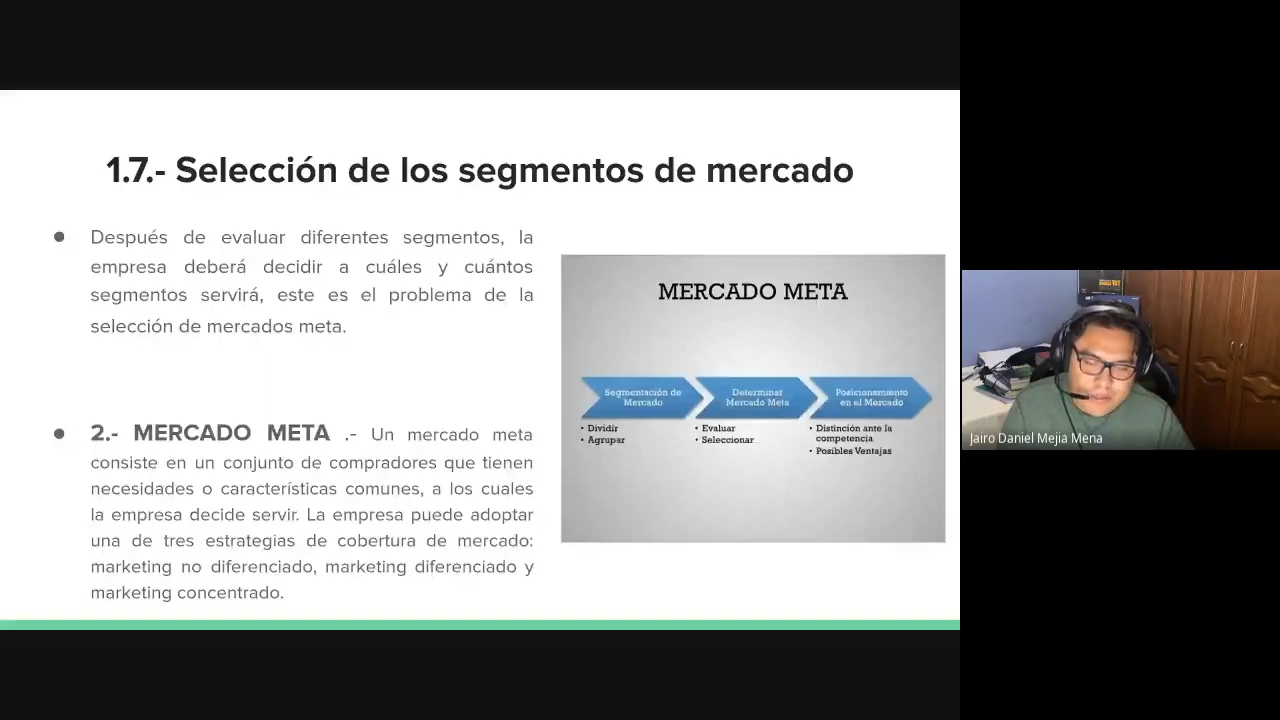 1.7.- Selección de los segmentos de mercado
● Después de evaluar diferentes segmentos, la
empresa deberá decidir a cuáles y cuántos
segmentos servirá, este es el problema de la
selección de mercados meta.
● 2.- MERCADO META .- Un mercado meta
consiste en un conjunto de compradores que tienen
necesidades o características comunes, a los cuales
la empresa decide servir. La empresa puede adoptar
una de tres estrategias de cobertura de mercado:
marketing no diferenciado, marketing diferenciado y
marketing concentrado.
MERCADO META
Segmentación de
Mercado
• Dividir
• Agrupar
Determinar
Mercado Meta
• Evaluar
• Seleccionar
Posicionamiento
en el Mercado
• Distinción ante la
competencia
• Posibles Ventajas
Jairo Daniel Mejia Mena